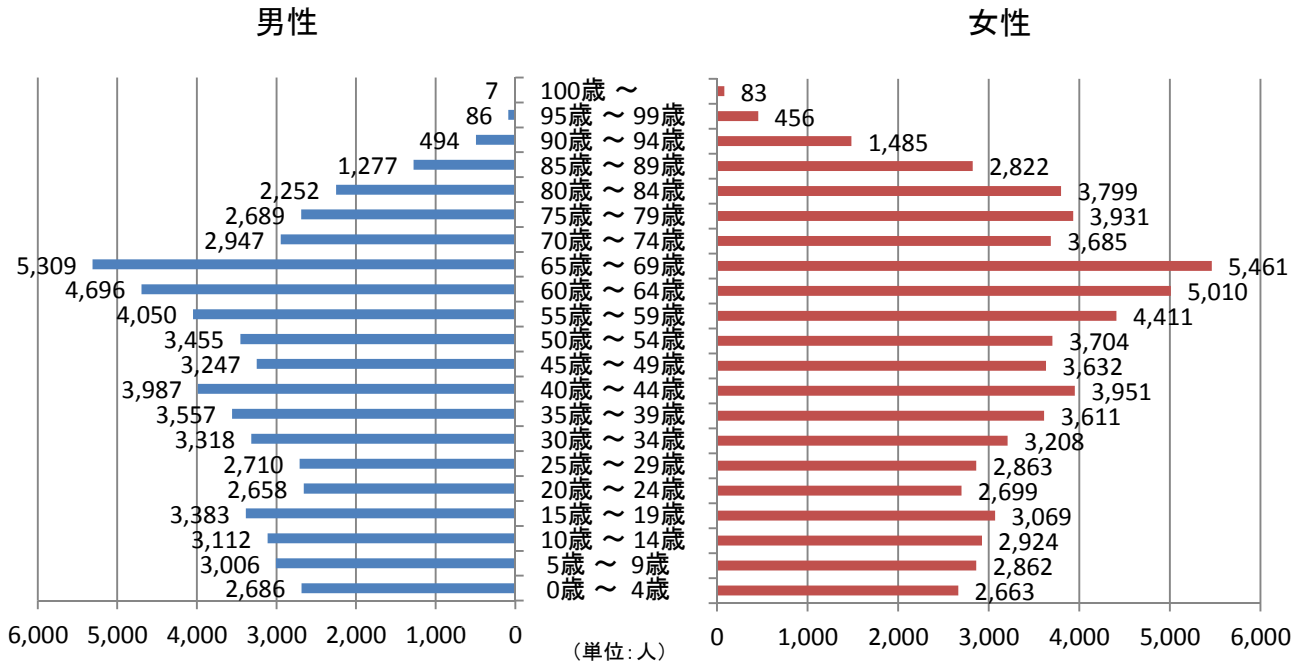 男性 女性
7 100歳 ～ 83
86 95歳 ～ 99歳 456
494 90歳 ～ 94歳 1,485
1,277 85歳 ～ 89歳 2,822
2,252 80歳 ～ 84歳 3,799
2,689 75歳 ～ 79歳 3,931
2,947 70歳 ～ 74歳 3,685
5,309 65歳 ～ 69歳 5,461
4,696 60歳 ～ 64歳 5,010
4,050 55歳 ～ 59歳 4,411
3,455 50歳 ～ 54歳 3,704
3,247 45歳 ～ 49歳 3,632
3,987 40歳 ～ 44歳 3,951
3,557 35歳 ～ 39歳 3,611
3,318 30歳 ～ 34歳 3,208
2,710 25歳 ～ 29歳 2,863
2,658 20歳 ～ 24歳 2,699
3,383 15歳 ～ 19歳 3,069
3,112 10歳 ～ 14歳 2,924
3,006 5歳 ～ 9歳 2,862
2,686 0歳 ～ 4歳 2,663
6,000 5,000 4,000 3,000 2,000 1,000 0 0 1,000 2,000 3,000 4,000 5,000 6,000
（単位：人）